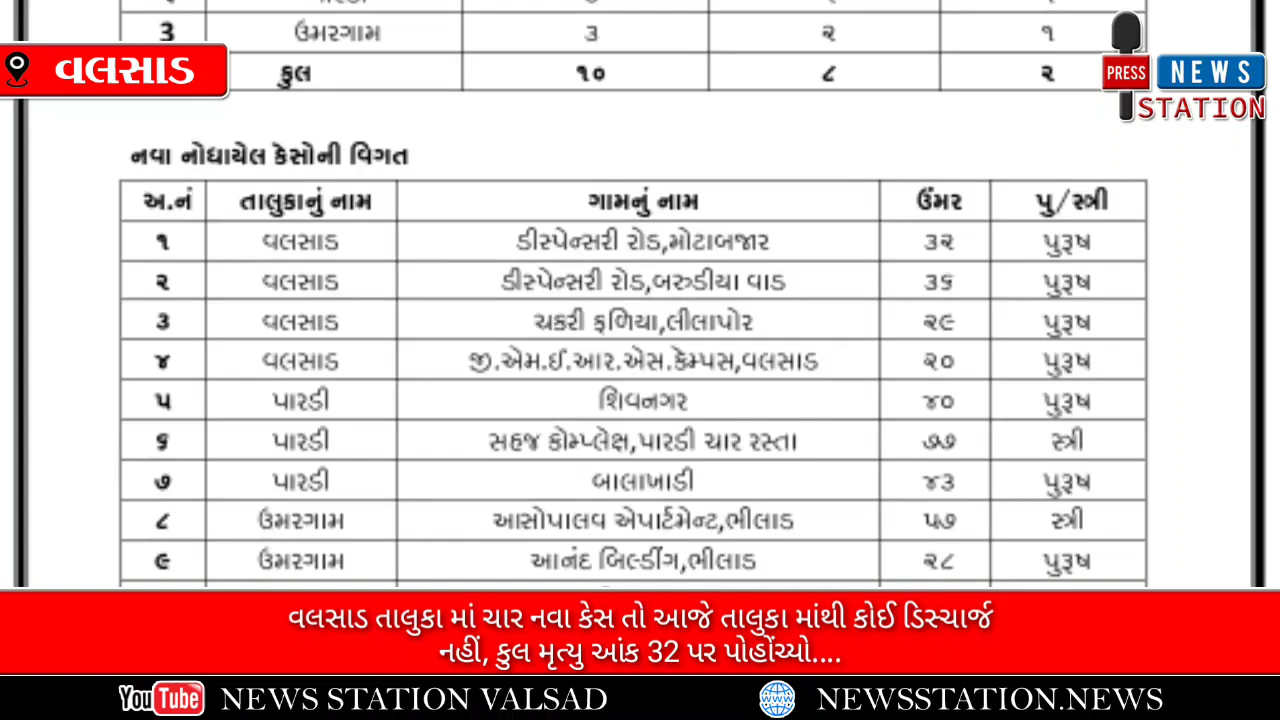 ૩ ઉમરગામ ૩ ૨ ૧
કુલ ૧૦ ૮ ૨
વલસાડ
PRESS NEWS
STATION
નવા નોધાયેલ કેસોની વિગત
અ.નં તાલુકાનું નામ ગામનું નામ ઉંમર પુ/સ્ત્રી
૧ વલસાડ ડીસ્પેન્સરી રોડ,મોટાબજાર ૩૨ પુરૂષ
૨ વલસાડ ડીસ્પેન્સરી રોડ,બરુડીયા વાડ ૩૬ પુરૂષ
૩ વલસાડ ચકરી ફળિયા,લીલાપોર ૨૯ પુરૂષ
૪ વલસાડ જી.એમ.ઈ.આર.એસ.કેમ્પસ,વલસાડ ૨૦ પુરૂષ
૫ પારડી શિવનગર ૪૦ પુરૂષ
૬ પારડી સહજ કોમ્પ્લેક્ષ,પારડી ચાર રસ્તા ૭૭ સ્ત્રી
૭ પારડી બાલાખાડી ૪૩ પુરૂષ
૮ ઉમરગામ આસોપાલવ એપાર્ટમેન્ટ,ભીલાડ ૫૭ સ્ત્રી
૯ ઉમરગામ આનંદ બિલ્ડીંગ,ભીલાડ ૨૮ પુરૂષ
વલસાડ તાલુકા માં ચાર નવા કેસ તો આજે તાલુકા માંથી કોઈ ડિસ્ચાર્જ
નહીં, કુલ મૃત્યુ આંક 32 પર પોહોંચ્યો....
YouTube NEWS STATION VALSAD NEWSSTATION.NEWS